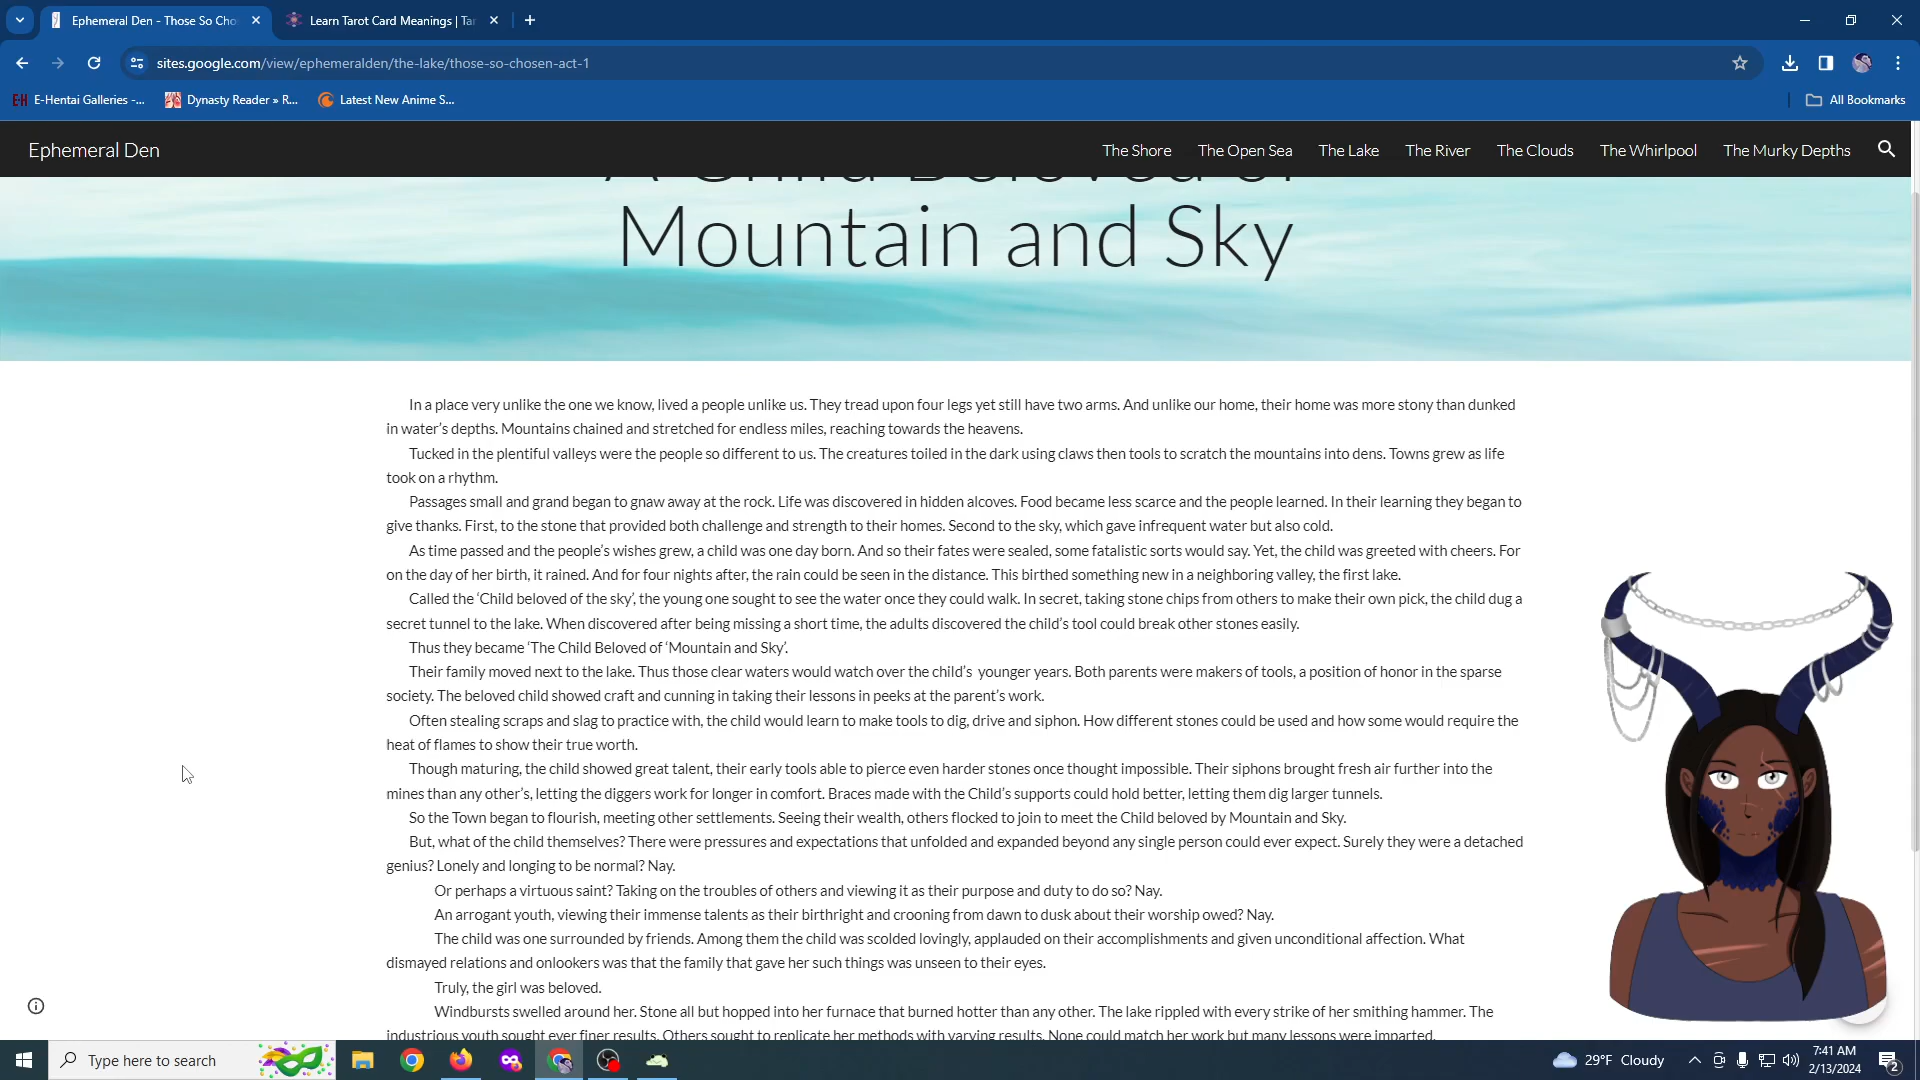 Ephemeral Den - Those So Cho
Learn Tarot Card Meanings | Tar
sites.google.com/view/ephemeralden/the-lake/those-so-chosen-act-1
E-Hentai Galleries -...
Dynasty Reader » R...
Latest New Anime S...
All Bookmarks
Ephemeral Den
The Shore
The Open Sea
The Lake
The River
The Clouds
The Whirlpool
The Murky Depths
A Child Beloved of
Mountain and Sky
In a place very unlike the one we know, lived a people unlike us. They tread upon four legs yet still have two arms. And unlike our home, their home was more stony than dunked
in water's depths. Mountains chained and stretched for endless miles, reaching towards the heavens.
Tucked in the plentiful valleys were the people so different to us. The creatures toiled in the dark using claws then tools to scratch the mountains into dens. Towns grew as life
took on a rhythm.
Passages small and grand began to gnaw away at the rock. Life was discovered in hidden alcoves. Food became less scarce and the people learned. In their learning they began to
give thanks. First, to the stone that provided both challenge and strength to their homes. Second to the sky, which gave infrequent water but also cold.
As time passed and the people's wishes grew, a child was one day born. And so their fates were sealed, some fatalistic sorts would say. Yet, the child was greeted with cheers. For
on the day of her birth, it rained. And for four nights after, the rain could be seen in the distance. This birthed something new in a neighboring valley, the first lake.
Called the 'Child beloved of the sky', the young one sought to see the water once they could walk. In secret, taking stone chips from others to make their own pick, the child dug a
secret tunnel to the lake. When discovered after being missing a short time, the adults discovered the child's tool could break other stones easily.
Thus they became 'The Child Beloved of 'Mountain and Sky'.
Their family moved next to the lake. Thus those clear waters would watch over the child's younger years. Both parents were makers of tools, a position of honor in the sparse
society. The beloved child showed craft and cunning in taking their lessons in peeks at the parent's work.
Often stealing scraps and slag to practice with, the child would learn to make tools to dig, drive and siphon. How different stones could be used and how some would require the
heat of flames to show their true worth.
Though maturing, the child showed great talent, their early tools able to pierce even harder stones once thought impossible. Their siphons brought fresh air further into the
mines than any other's, letting the diggers work for longer in comfort. Braces made with the Child's supports could hold better, letting them dig larger tunnels.
So the Town began to flourish, meeting other settlements. Seeing their wealth, others flocked to join to meet the Child beloved by Mountain and Sky.
But, what of the child themselves? There were pressures and expectations that unfolded and expanded beyond any single person could ever expect. Surely they were a detached
genius? Lonely and longing to be normal? Nay.
Or perhaps a virtuous saint? Taking on the troubles of others and viewing it as their purpose and duty to do so? Nay.
An arrogant youth, viewing their immense talents as their birthright and crooning from dawn to dusk about their worship owed? Nay.
The child was one surrounded by friends. Among them the child was scolded lovingly, applauded on their accomplishments and given unconditional affection. What
dismayed relations and onlookers was that the family that gave her such things was unseen to their eyes.
Truly, the girl was beloved.
Windbursts swelled around her. Stone all but hopped into her furnace that burned hotter than any other. The lake rippled with every strike of her smithing hammer. The
industrious youth sought ever finer results. Others sought to replicate her methods with varying results. None could match her work but many lessons were imparted.
Type here to search
29°F Cloudy
7:41 AM
2/13/2024
2